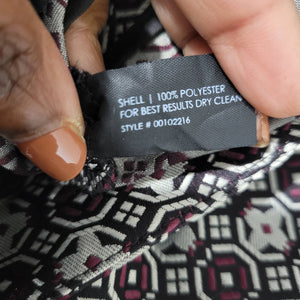 SHELL | 100% POLYESTER
FOR BEST RESULTS DRY CLEAN
STYLE # 00102216